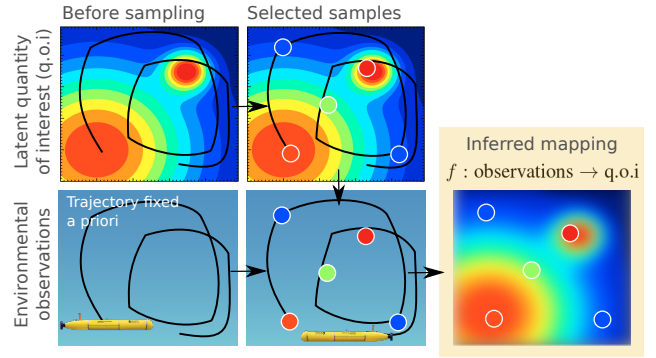 Before sampling
Selected samples
Latent quantity
of interest (q.o.i)
Environmental
observations
Trajectory fixed
a priori
Inferred mapping
f : observations → q.o.i